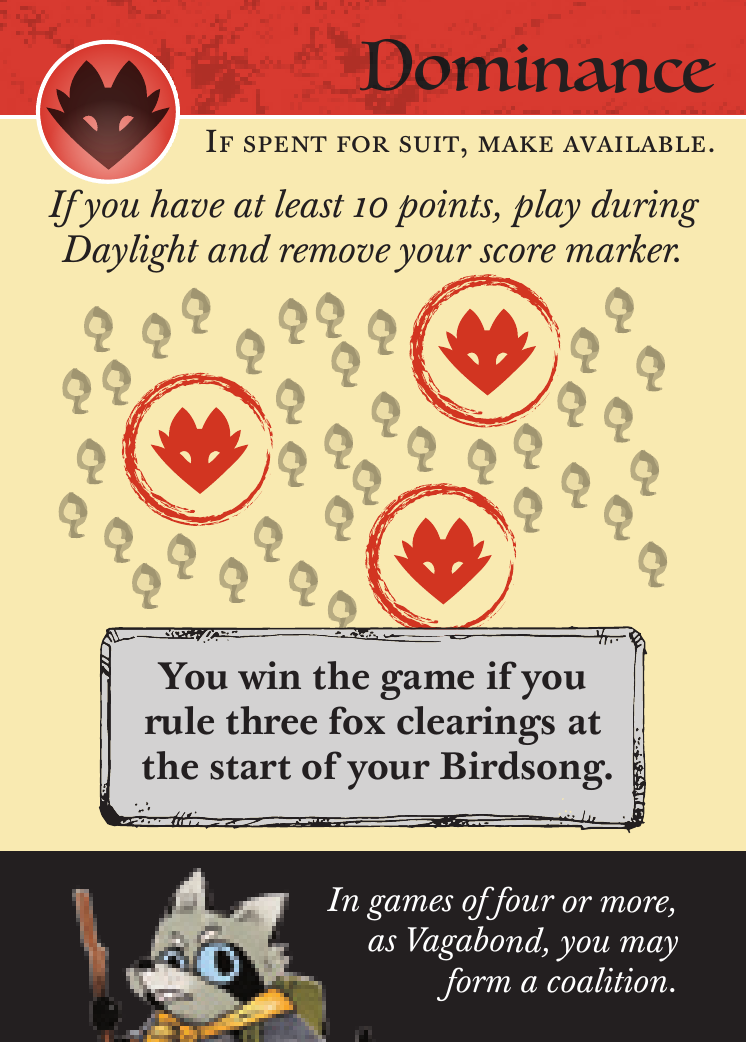 Dominance
If spent for suit, make available.
If you have at least 10 points, play during
Daylight and remove your score marker.
You win the game if you
rule three fox clearings at
the start of your Birdsong.
In games of four or more,
as Vagabond, you may
form a coalition.